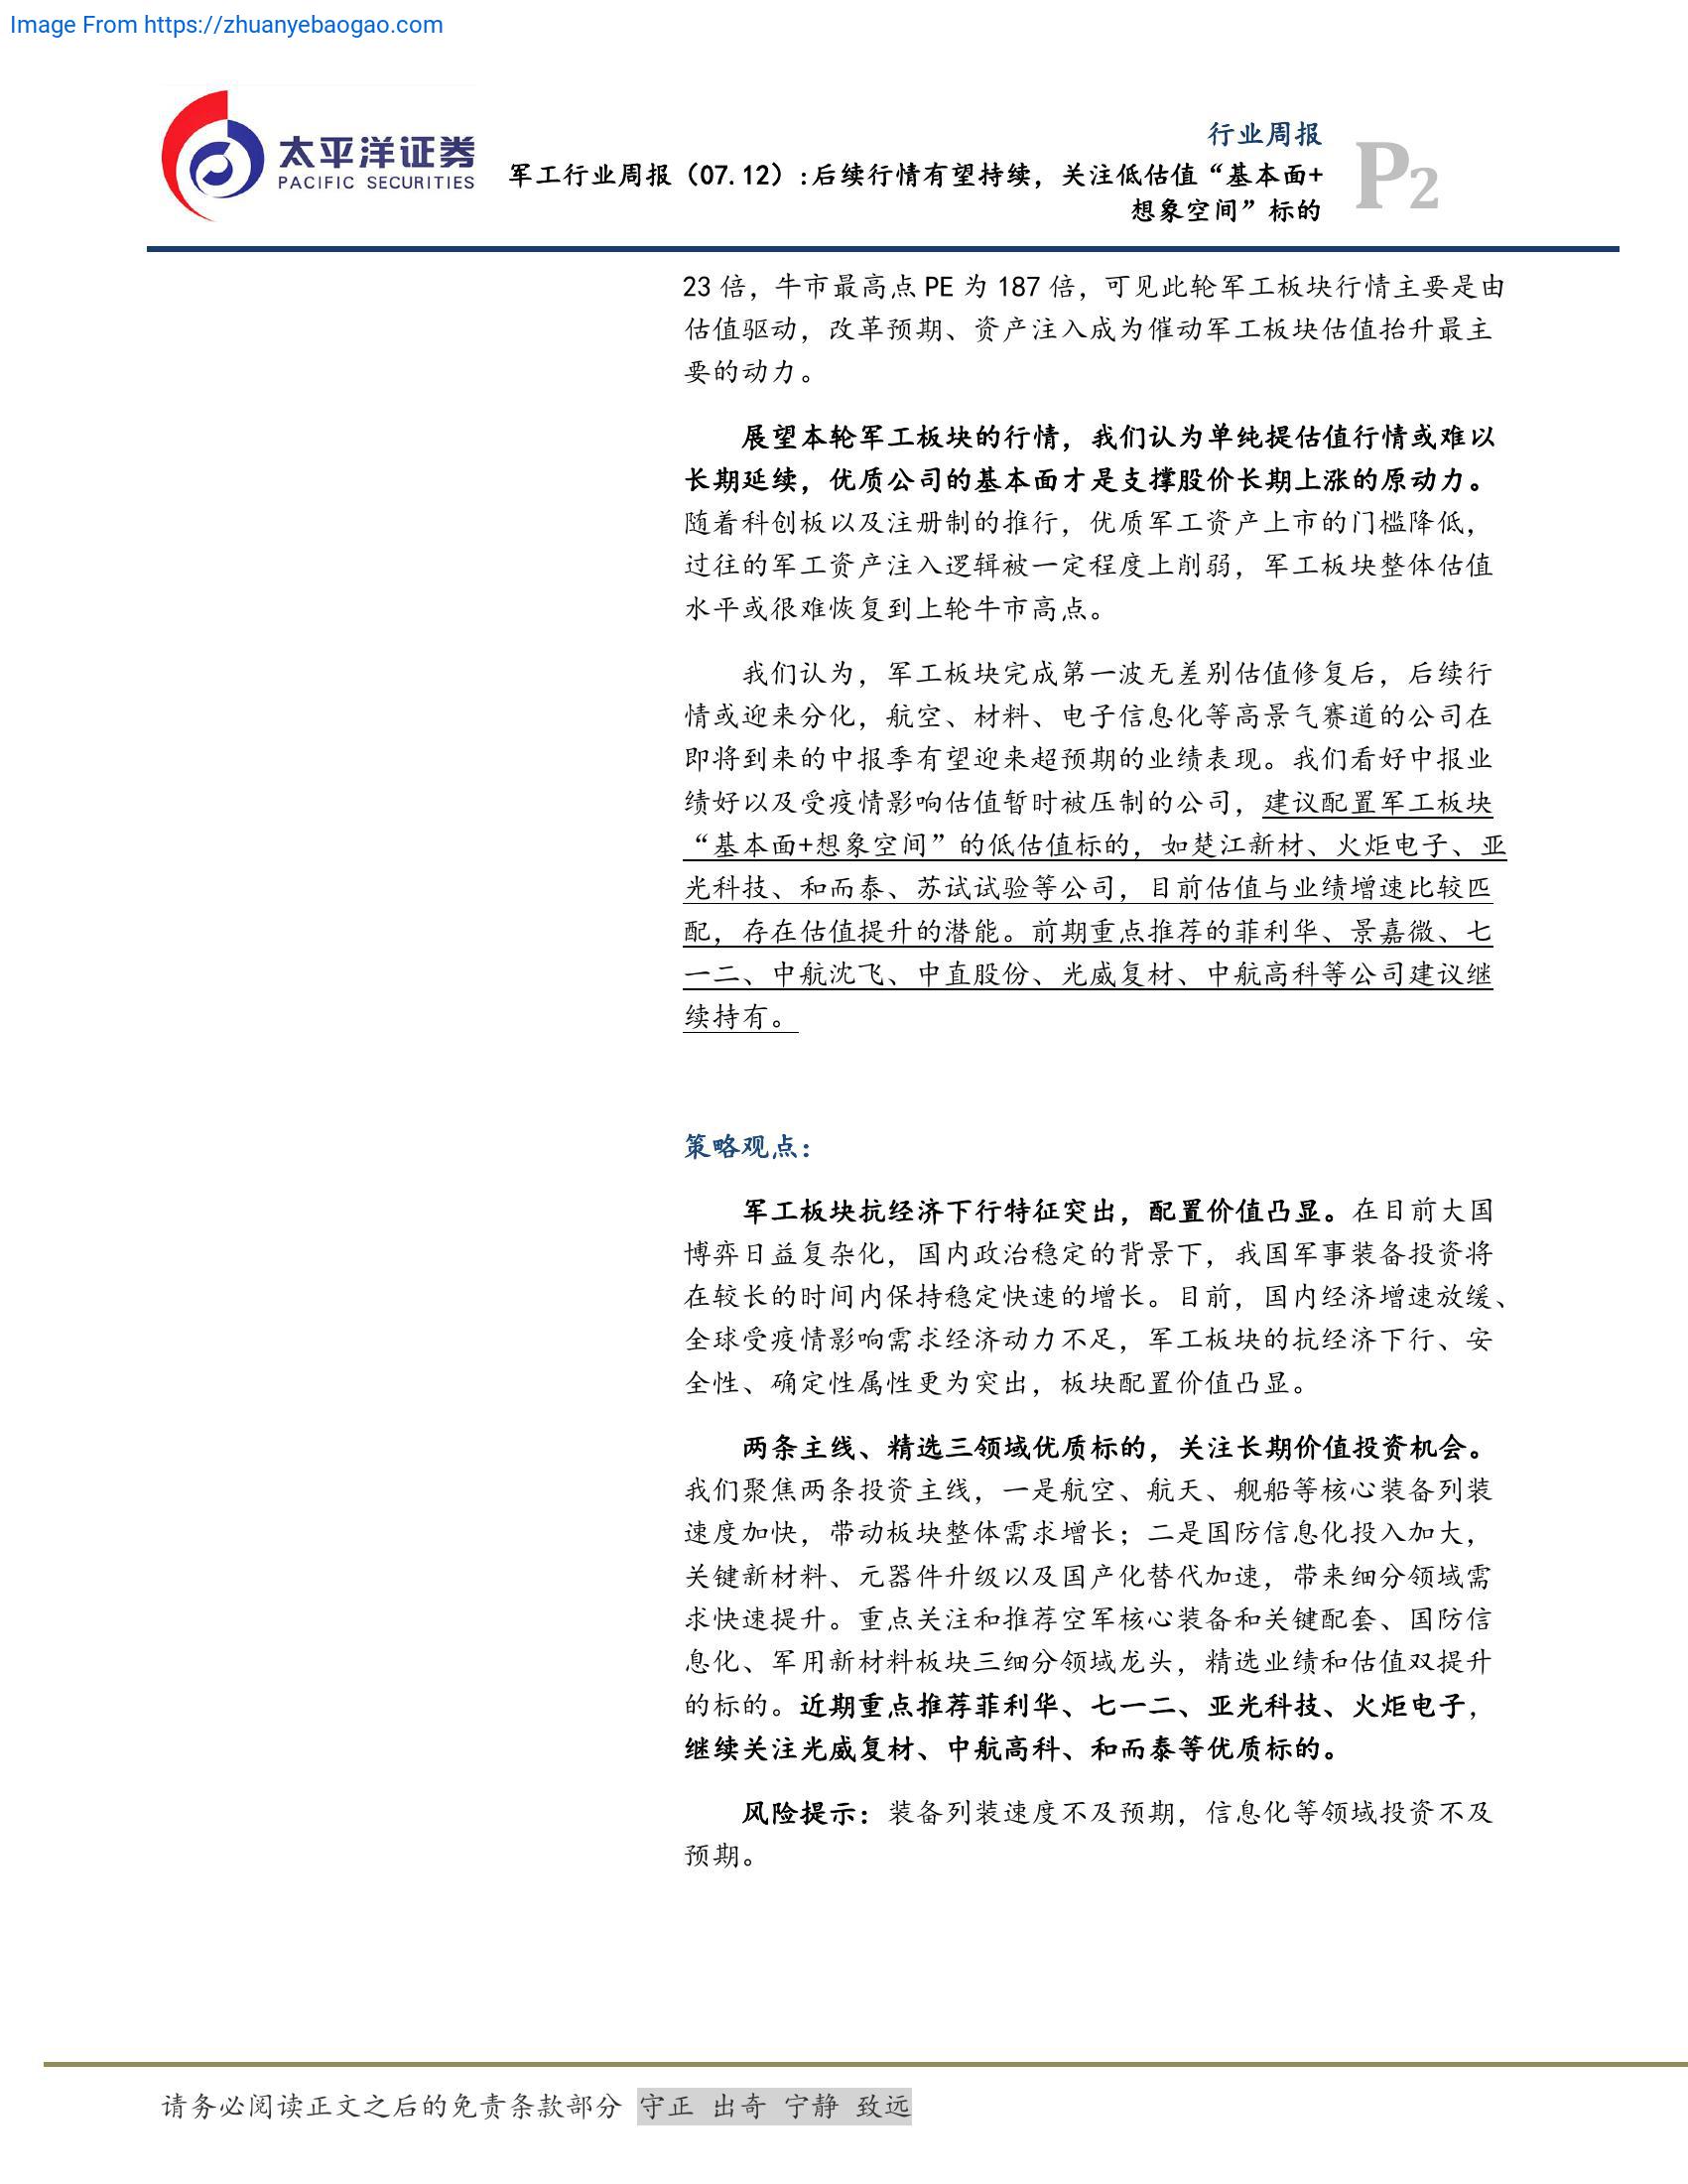 Image From https://zhuanyebaogao.com
太平洋证券
PACIFIC SECURITIES
行业周报
军工行业周报（07.12）:后续行情有望持续，关注低估值“基本面+
想象空间”标的
P2
23 倍，牛市最高点 PE 为 187 倍，可见此轮军工板块行情主要是由
估值驱动，改革预期、资产注入成为催动军工板块估值抬升最主
要的动力。
展望本轮军工板块的行情，我们认为单纯提估值行情或难以
长期延续，优质公司的基本面才是支撑股价长期上涨的原动力。
随着科创板以及注册制的推行，优质军工资产上市的门槛降低，
过往的军工资产注入逻辑被一定程度上削弱，军工板块整体估值
水平或很难恢复到上轮牛市高点。
我们认为，军工板块完成第一波无差别估值修复后，后续行
情或迎来分化，航空、材料、电子信息化等高景气赛道的公司在
即将到来的中报季有望迎来超预期的业绩表现。我们看好中报业
绩好以及受疫情影响估值暂时被压制的公司，建议配置军工板块
“基本面+想象空间”的低估值标的，如楚江新材、火炬电子、亚
光科技、和而泰、苏试试验等公司，目前估值与业绩增速比较匹
配，存在估值提升的潜能。前期重点推荐的菲利华、景嘉微、七
一二、中航沈飞、中直股份、光威复材、中航高科等公司建议继
续持有。
策略观点：
军工板块抗经济下行特征突出，配置价值凸显。在目前大国
博弈日益复杂化，国内政治稳定的背景下，我国军事装备投资将
在较长的时间内保持稳定快速的增长。目前，国内经济增速放缓、
全球受疫情影响需求经济动力不足，军工板块的抗经济下行、安
全性、确定性属性更为突出，板块配置价值凸显。
两条主线、精选三领域优质标的，关注长期价值投资机会。
我们聚焦两条投资主线，一是航空、航天、舰船等核心装备列装
速度加快，带动板块整体需求增长；二是国防信息化投入加大，
关键新材料、元器件升级以及国产化替代加速，带来细分领域需
求快速提升。重点关注和推荐空军核心装备和关键配套、国防信
息化、军用新材料板块三细分领域龙头，精选业绩和估值双提升
的标的。近期重点推荐菲利华、七一二、亚光科技、火炬电子，
继续关注光威复材、中航高科、和而泰等优质标的。
风险提示：装备列装速度不及预期，信息化等领域投资不及
预期。
请务必阅读正文之后的免责条款部分 守正 出奇 宁静 致远